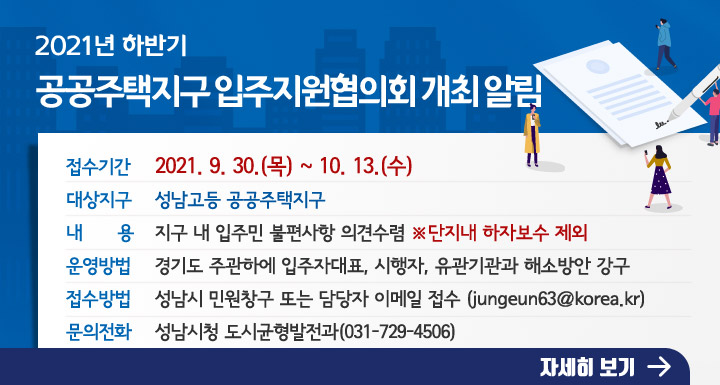 2021년 하반기
공공주택지구 입주지원협의회 개최 알림
접수기간 2021. 9. 30.(목) ~ 10. 13.(수)
대상지구 성남고등 공공주택지구
내 용 지구 내 입주민 불편사항 의견수렴 ※단지내 하자보수 제외
운영방법 경기도 주관하에 입주자대표, 시행자, 유관기관과 해소방안 강구
접수방법 성남시 민원창구 또는 담당자 이메일 접수 (jungeun63@korea.kr)
문의전화 성남시청 도시균형발전과(031-729-4506)
자세히 보기 →